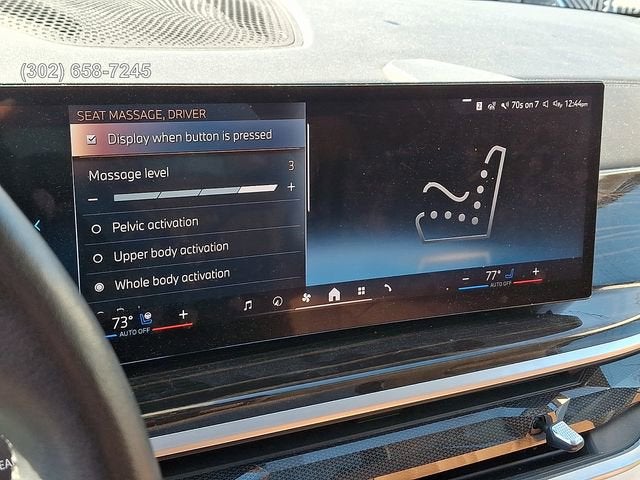 (302) 658-7245
SEAT MASSAGE, DRIVER
70s on 7
12:44pm
Display when button is pressed
Massage level 3
− +
Pelvic activation
Upper body activation
Whole body activation
73° +
AUTO OFF
− 77° +
AUTO OFF